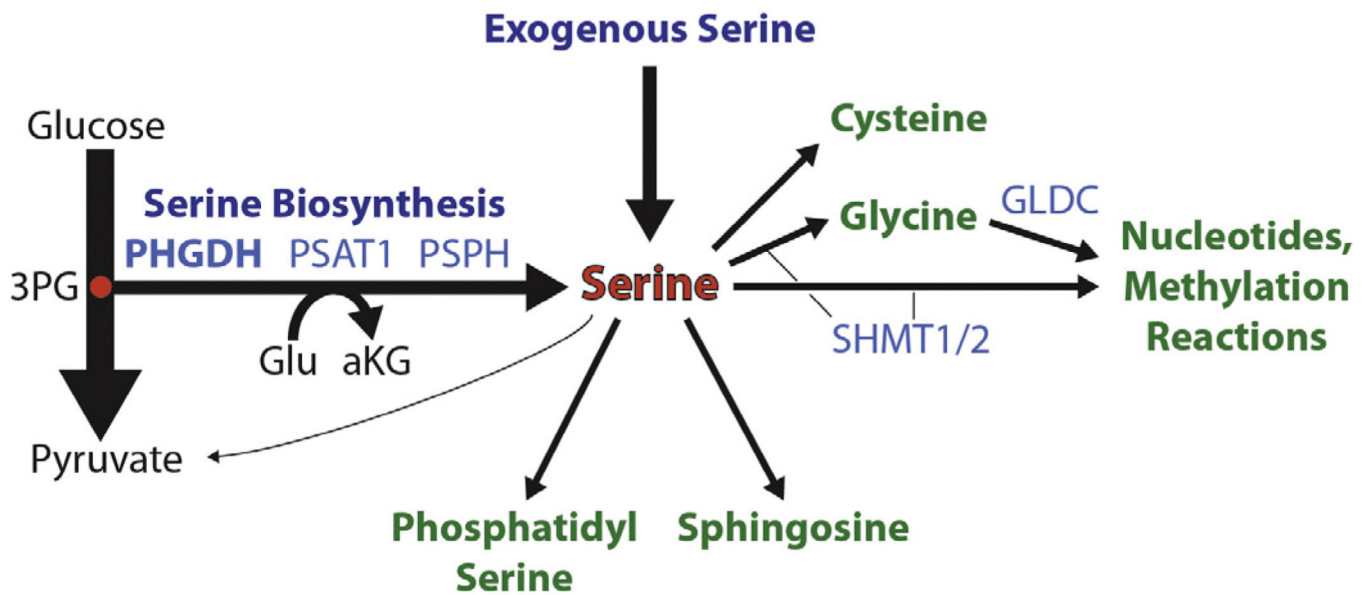 Exogenous Serine
Glucose
Cysteine
Serine Biosynthesis
Glycine
GLDC
PHGDH PSAT1 PSPH
Nucleotides,
Methylation
Reactions
3PG
Serine
SHMT1/2
Glu aKG
Pyruvate
Phosphatidyl
Serine
Sphingosine